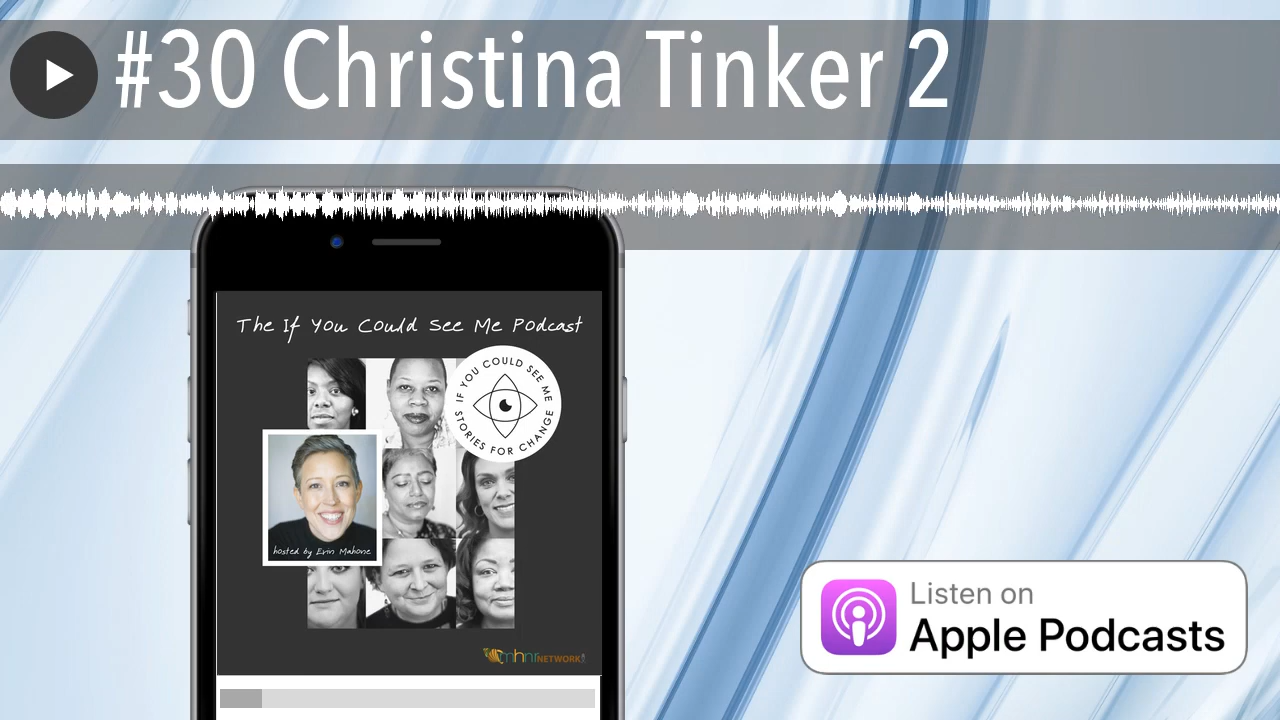 #30 Christina Tinker 2
The If You Could See Me Podcast
IF YOU COULD SEE ME
STORIES FOR CHANGE
hosted by Erin Mahone
mhnrNETWORK
Listen on
Apple Podcasts